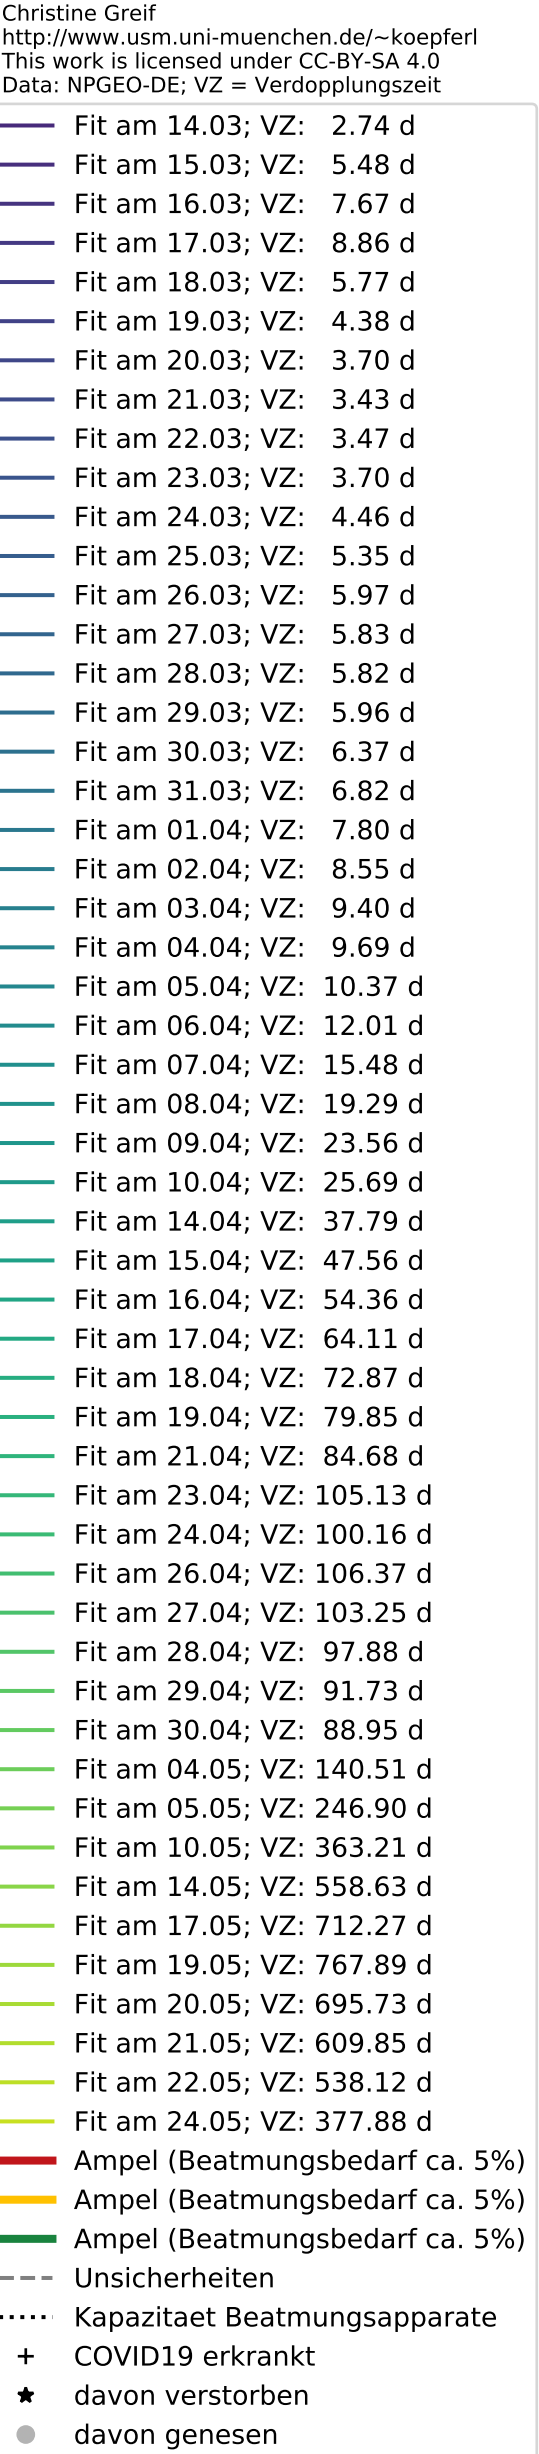 Christine Greif
http://www.usm.uni-muenchen.de/~koepferl
This work is licensed under CC-BY-SA 4.0
Data: NPGEO-DE; VZ = Verdopplungszeit
Fit am 14.03; VZ: 2.74 d
Fit am 15.03; VZ: 5.48 d
Fit am 16.03; VZ: 7.67 d
Fit am 17.03; VZ: 8.86 d
Fit am 18.03; VZ: 5.77 d
Fit am 19.03; VZ: 4.38 d
Fit am 20.03; VZ: 3.70 d
Fit am 21.03; VZ: 3.43 d
Fit am 22.03; VZ: 3.47 d
Fit am 23.03; VZ: 3.70 d
Fit am 24.03; VZ: 4.46 d
Fit am 25.03; VZ: 5.35 d
Fit am 26.03; VZ: 5.97 d
Fit am 27.03; VZ: 5.83 d
Fit am 28.03; VZ: 5.82 d
Fit am 29.03; VZ: 5.96 d
Fit am 30.03; VZ: 6.37 d
Fit am 31.03; VZ: 6.82 d
Fit am 01.04; VZ: 7.80 d
Fit am 02.04; VZ: 8.55 d
Fit am 03.04; VZ: 9.40 d
Fit am 04.04; VZ: 9.69 d
Fit am 05.04; VZ: 10.37 d
Fit am 06.04; VZ: 12.01 d
Fit am 07.04; VZ: 15.48 d
Fit am 08.04; VZ: 19.29 d
Fit am 09.04; VZ: 23.56 d
Fit am 10.04; VZ: 25.69 d
Fit am 14.04; VZ: 37.79 d
Fit am 15.04; VZ: 47.56 d
Fit am 16.04; VZ: 54.36 d
Fit am 17.04; VZ: 64.11 d
Fit am 18.04; VZ: 72.87 d
Fit am 19.04; VZ: 79.85 d
Fit am 21.04; VZ: 84.68 d
Fit am 23.04; VZ: 105.13 d
Fit am 24.04; VZ: 100.16 d
Fit am 26.04; VZ: 106.37 d
Fit am 27.04; VZ: 103.25 d
Fit am 28.04; VZ: 97.88 d
Fit am 29.04; VZ: 91.73 d
Fit am 30.04; VZ: 88.95 d
Fit am 04.05; VZ: 140.51 d
Fit am 05.05; VZ: 246.90 d
Fit am 10.05; VZ: 363.21 d
Fit am 14.05; VZ: 558.63 d
Fit am 17.05; VZ: 712.27 d
Fit am 19.05; VZ: 767.89 d
Fit am 20.05; VZ: 695.73 d
Fit am 21.05; VZ: 609.85 d
Fit am 22.05; VZ: 538.12 d
Fit am 24.05; VZ: 377.88 d
Ampel (Beatmungsbedarf ca. 5%)
Ampel (Beatmungsbedarf ca. 5%)
Ampel (Beatmungsbedarf ca. 5%)
Unsicherheiten
Kapazitaet Beatmungsapparate
COVID19 erkrankt
davon verstorben
davon genesen